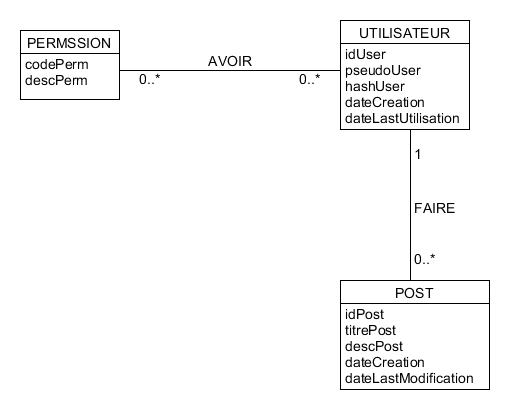 PERMSSION
codePerm
descPerm
AVOIR
0..*
0..*
UTILISATEUR
idUser
pseudoUser
hashUser
dateCreation
dateLastUtilisation
1
FAIRE
0..*
POST
idPost
titrePost
descPost
dateCreation
dateLastModification